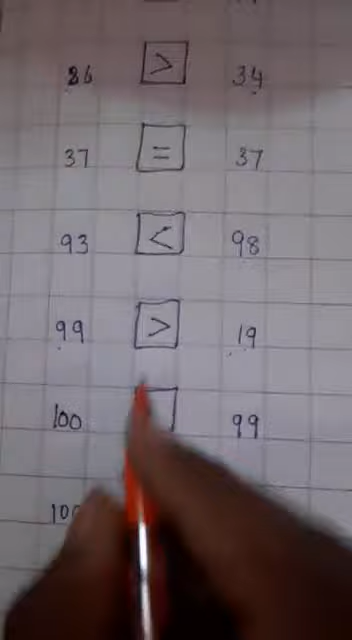 86 > 34
37 = 37
93 < 98
99 > 19
100 99